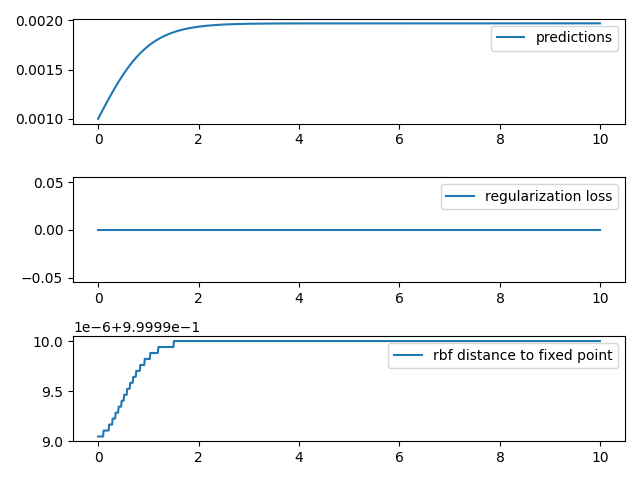 0.0020
predictions
0.0015
0.0010
0 2 4 6 8 10
0.05
regularization loss
0.00
−0.05
0 2 4 6 8 10
1e−6+9.9999e−1
10.0
rbf distance to fixed point
9.5
9.0
0 2 4 6 8 10